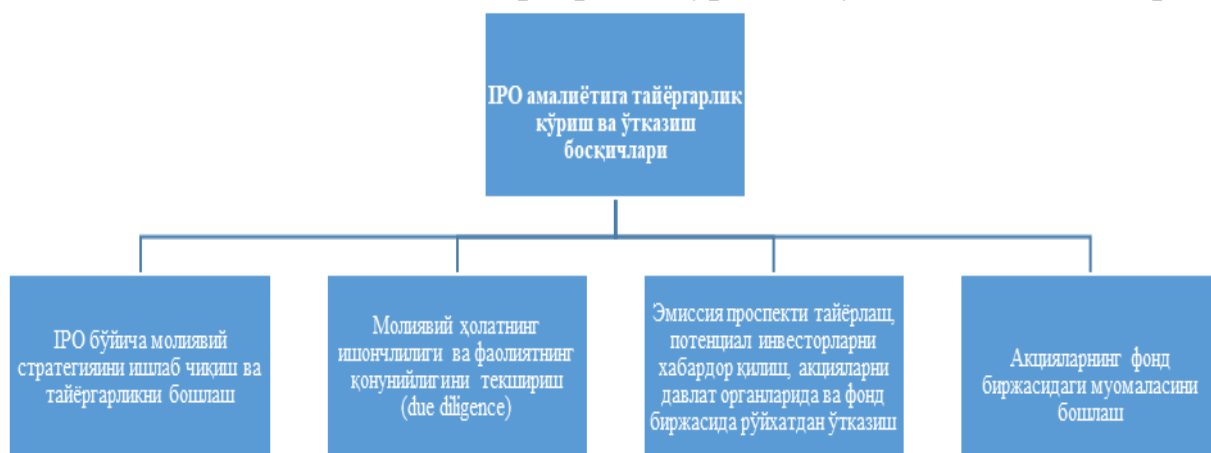 IPO амалиётига тайёргарлик
кўриш ва ўтказиш
босқичлари
IPO бўйича молиявий
стратегияни ишлаб чиқиш ва
тайёргарликни бошлаш
Молиявий ҳолатнинг
ишончлилиги ва фаолиятнинг
қонунийлигини текшириш
(due diligence)
Эмиссия проспекти тайёрлаш,
потенциал инвесторларни
хабардор қилиш, акцияларни
давлат органларида ва фонд
биржасида рўйхатдан ўтказиш
Акцияларнинг фонд
биржасидаги муомаласини
бошлаш